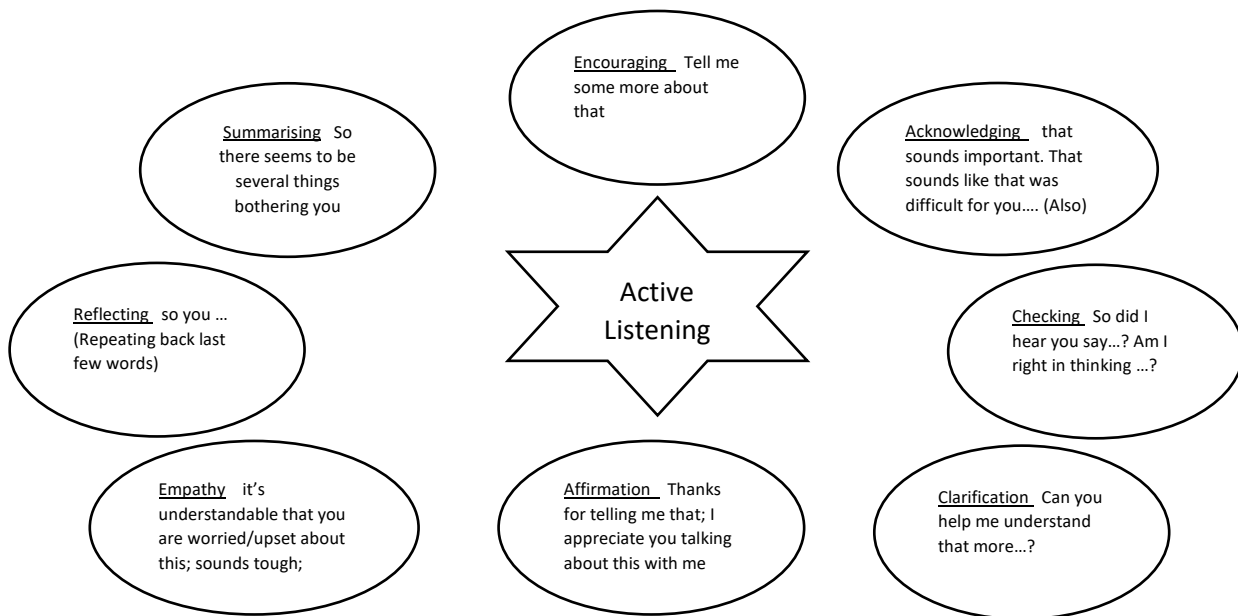 Encouraging   Tell me
some more about
that
Summarising   So
there seems to be
several things
bothering you
Acknowledging   that
sounds important. That
sounds like that was
difficult for you…. (Also)
Active
Listening
Reflecting  so you …
(Repeating back last
few words)
Checking  So did I
hear you say…? Am I
right in thinking …?
Empathy   it’s
understandable that you
are worried/upset about
this; sounds tough;
Affirmation   Thanks
for telling me that; I
appreciate you talking
about this with me
Clarification  Can you
help me understand
that more…?